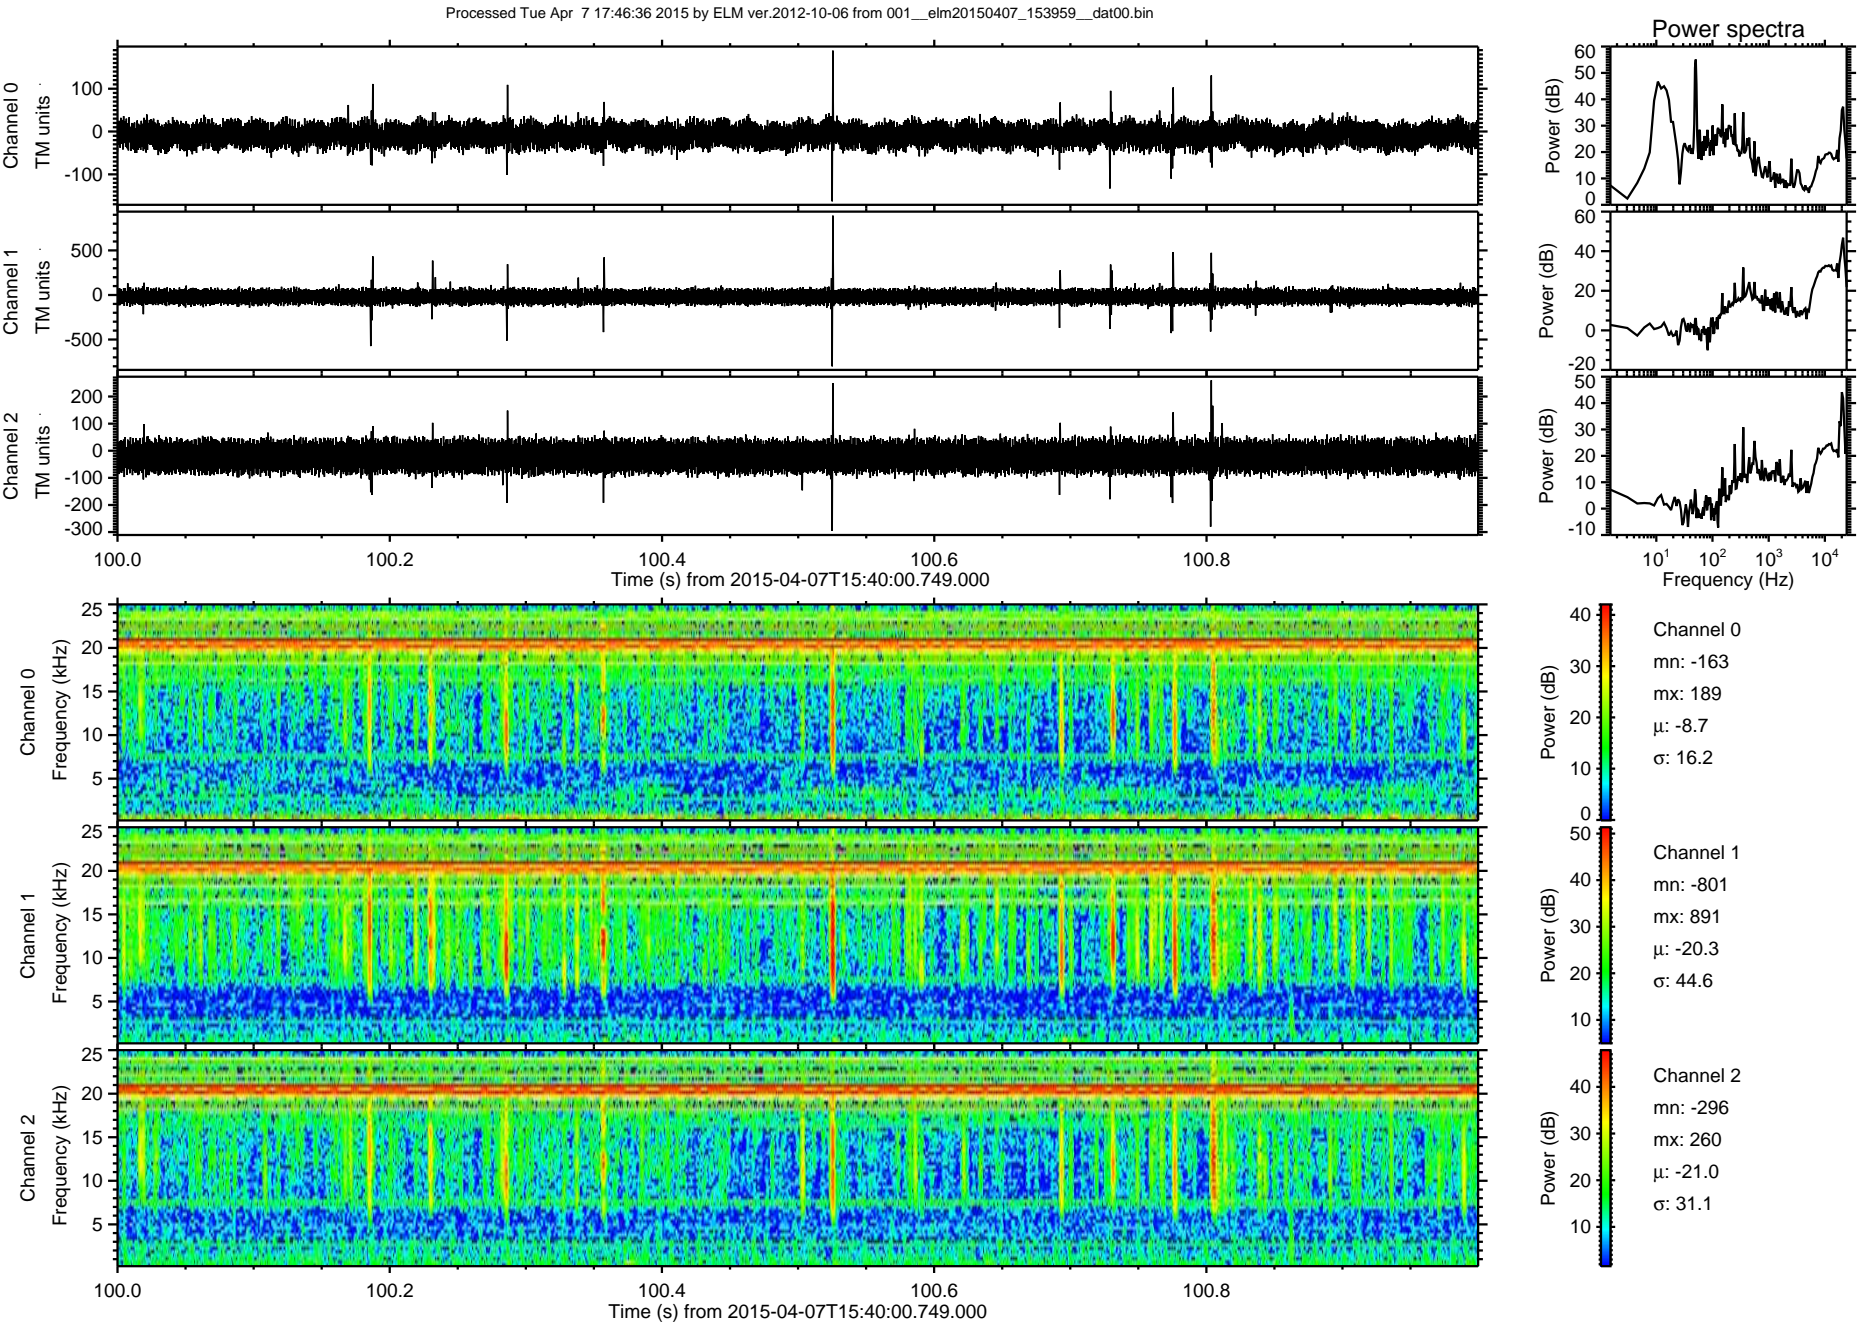 Processed Tue Apr  7 17:46:36 2015 by ELM ver.2012-10-06 from 001__elm20150407_153959__dat00.bin
Power spectra
Channel 0
TM units
100
0
-100
Power (dB)
60
50
40
30
20
10
0
Channel 1
TM units
500
0
-500
Power (dB)
60
40
20
0
-20
Channel 2
TM units
200
100
0
-100
-200
-300
Power (dB)
50
40
30
20
10
0
-10
100.0 100.2 100.4 100.6 100.8
Time (s) from 2015-04-07T15:40:00.749.000
10^1 10^2 10^3 10^4
Frequency (Hz)
Channel 0
Frequency (kHz)
25
20
15
10
5
Power (dB)
40
30
20
10
0
Channel 0
mn: -163
mx: 189
μ: -8.7
σ: 16.2
Channel 1
Frequency (kHz)
25
20
15
10
5
Power (dB)
50
40
30
20
10
Channel 1
mn: -801
mx: 891
μ: -20.3
σ: 44.6
Channel 2
Frequency (kHz)
25
20
15
10
5
Power (dB)
40
30
20
10
Channel 2
mn: -296
mx: 260
μ: -21.0
σ: 31.1
100.0 100.2 100.4 100.6 100.8
Time (s) from 2015-04-07T15:40:00.749.000